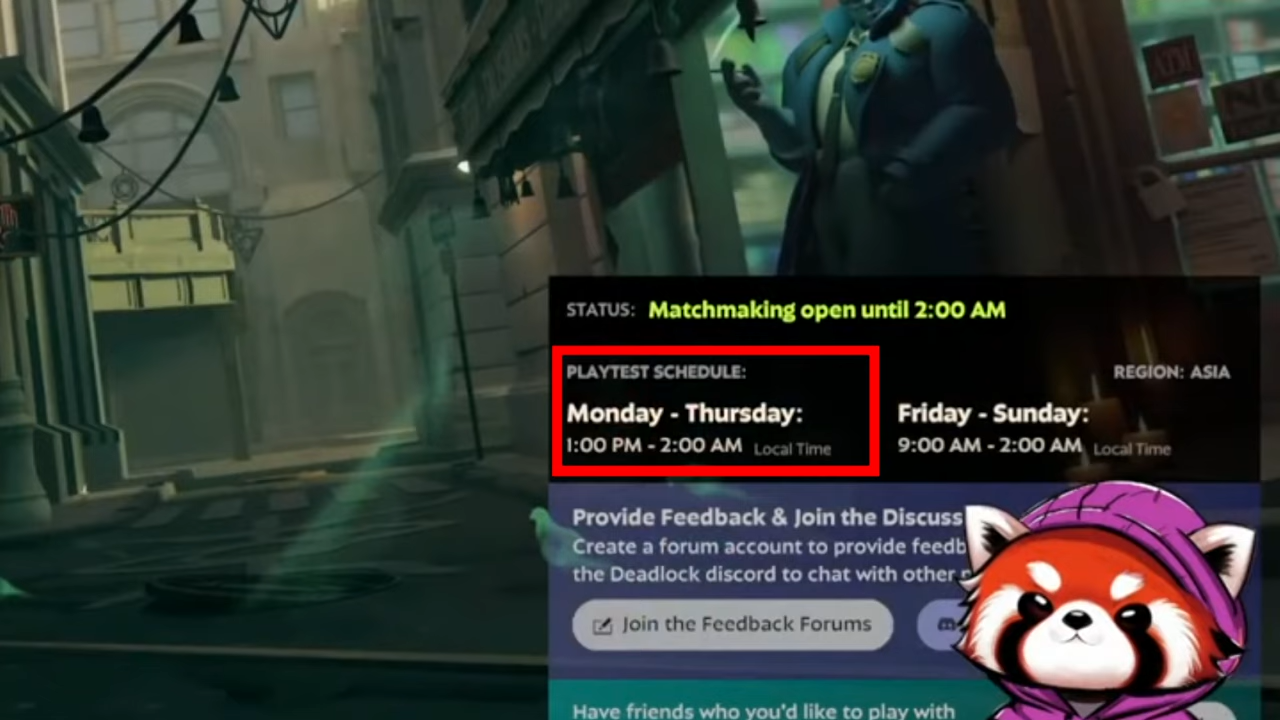 STATUS: Matchmaking open until 2:00 AM
PLAYTEST SCHEDULE:
REGION: ASIA
Monday - Thursday:
1:00 PM - 2:00 AM Local Time
Friday - Sunday:
9:00 AM - 2:00 AM Local Time
Provide Feedback & Join the Discuss
Create a forum account to provide feedb
the Deadlock discord to chat with other
Join the Feedback Forums
Have friends who you'd like to play with